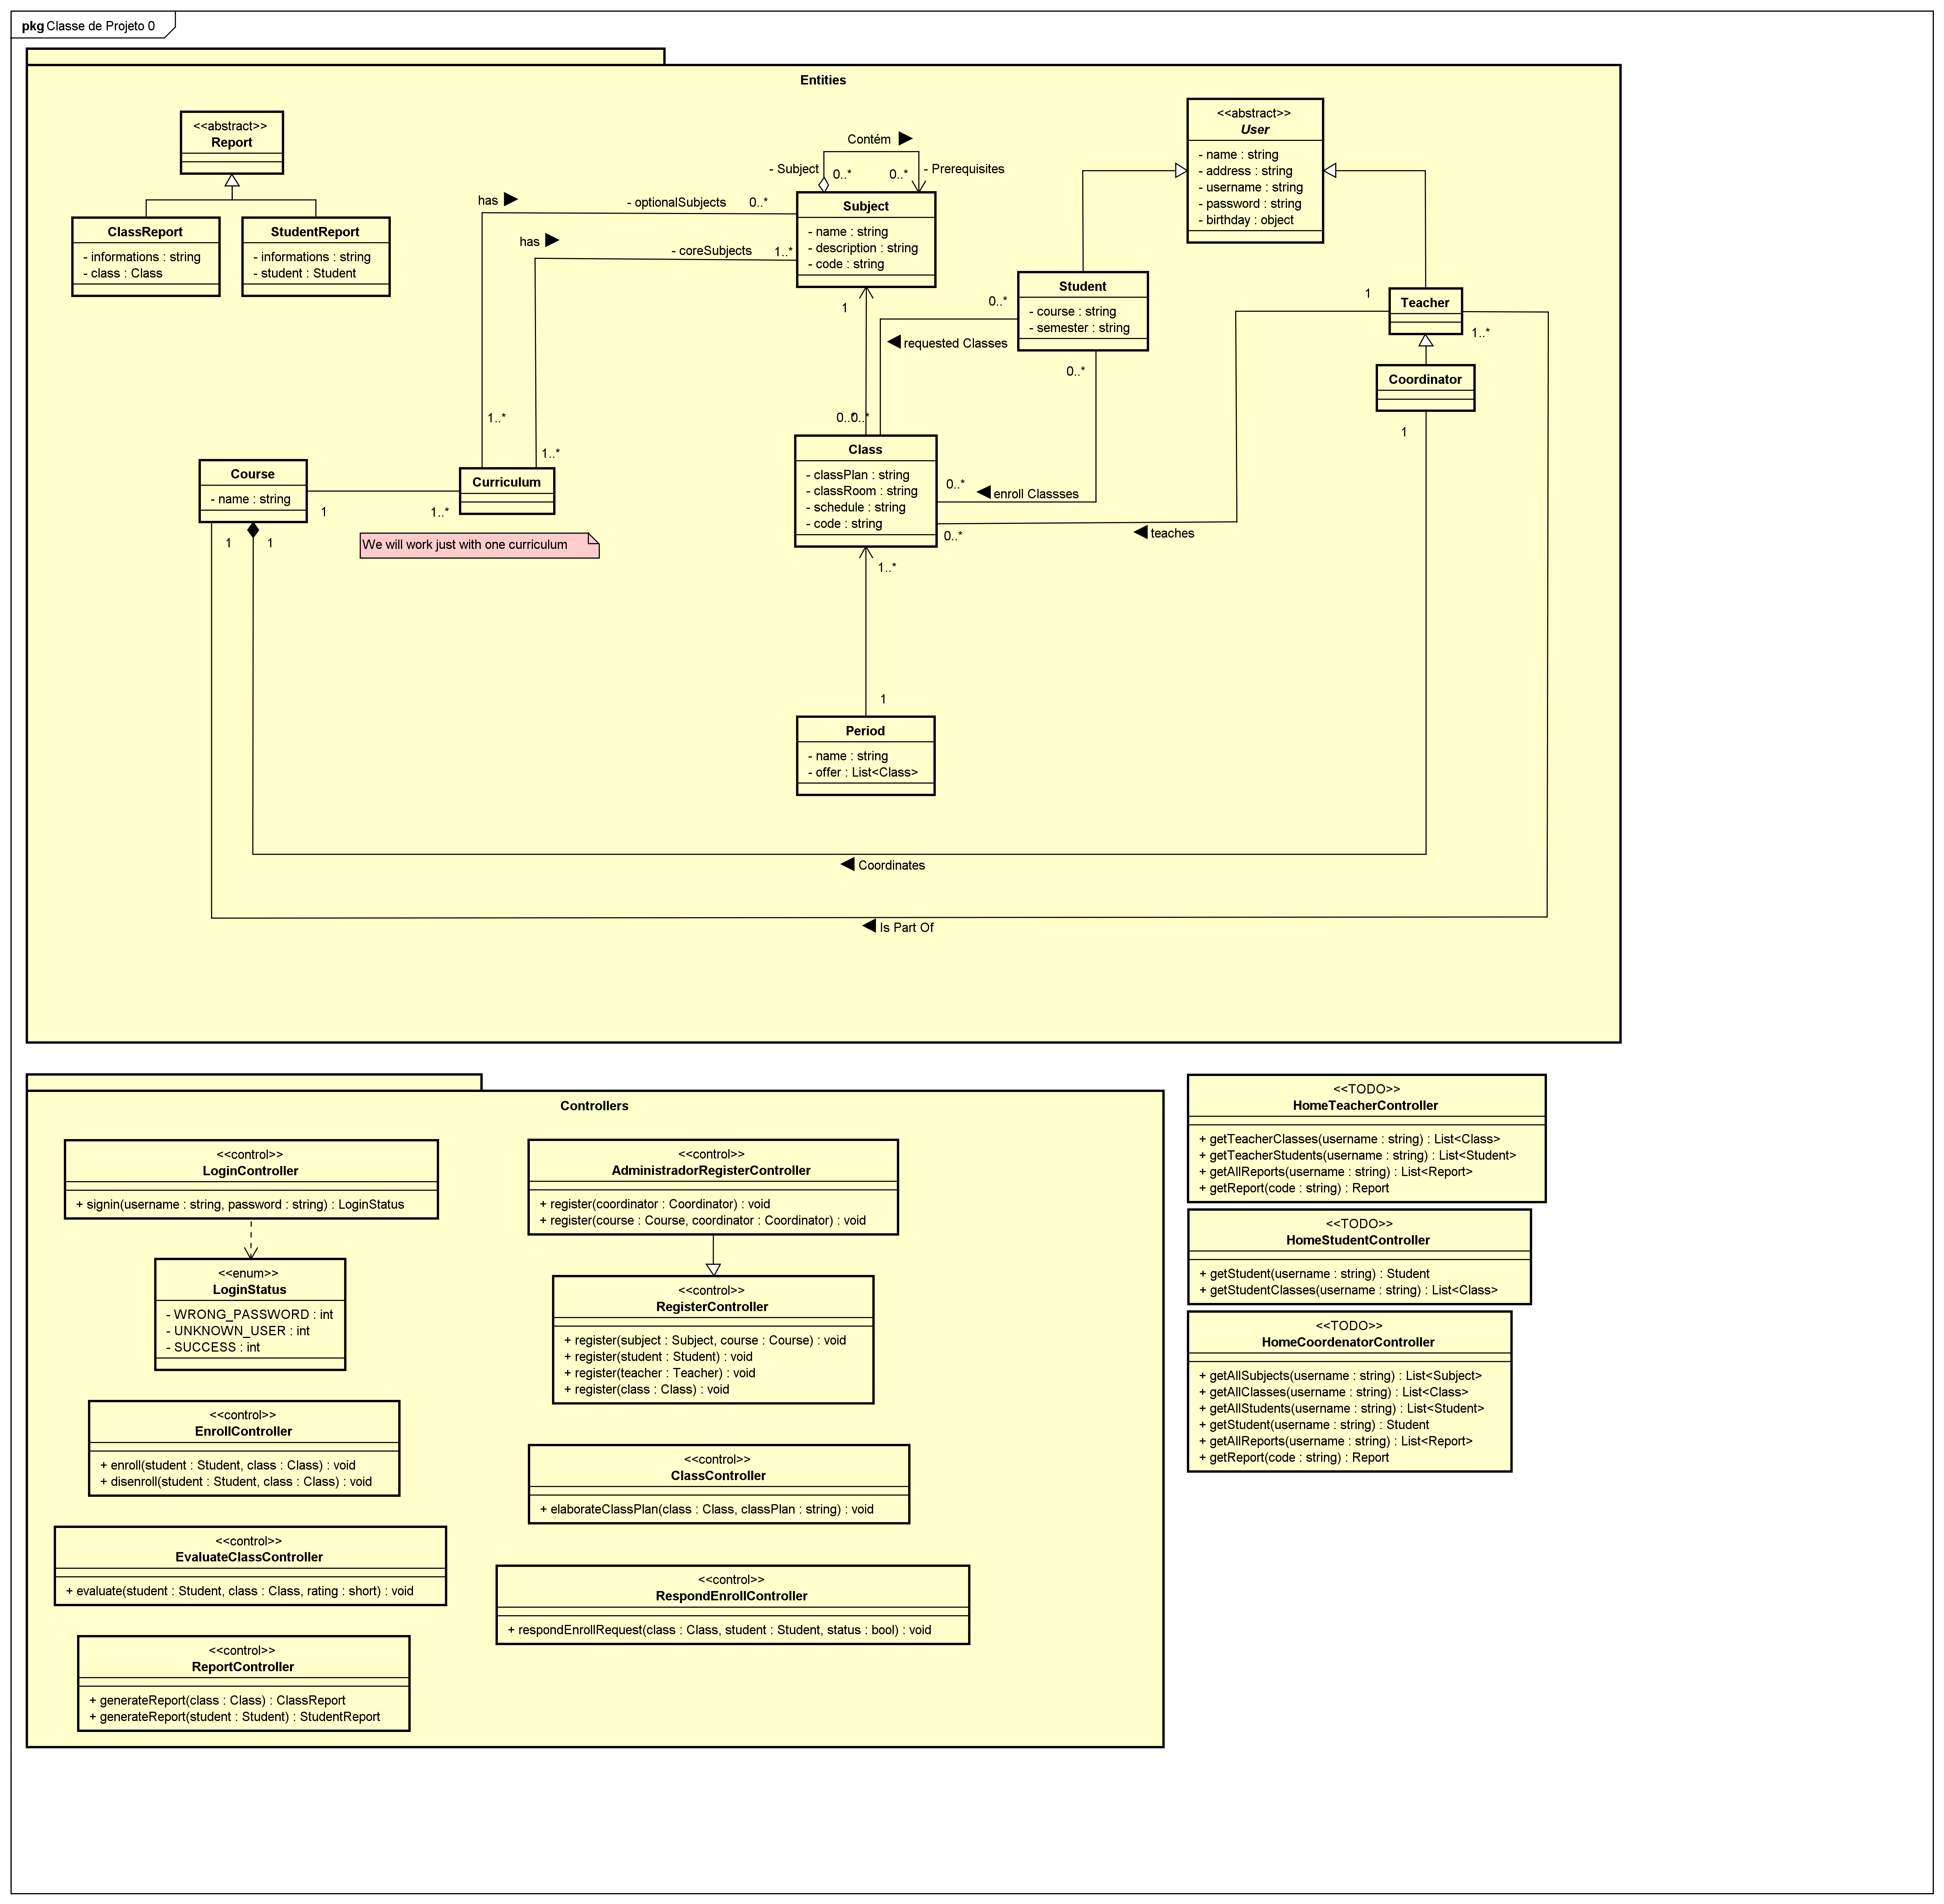 pkg Classe de Projeto 0
Entities
<<abstract>>
Report
ClassReport
- informations : string
- class : Class
StudentReport
- informations : string
- student : Student
Contém
- Subject
0..*
0..*
- Prerequisites
has
- optionalSubjects
0..*
has
- coreSubjects
1..*
Subject
- name : string
- description : string
- code : string
<<abstract>>
User
- name : string
- address : string
- username : string
- password : string
- birthday : object
Student
- course : string
- semester : string
Teacher
1
1..*
Coordinator
1
1
0..*
requested Classes
0..*
0..*
0..*
1..*
1..*
Class
- classPlan : string
- classRoom : string
- schedule : string
- code : string
0..*
enroll Classses
0..*
teaches
1..*
Course
- name : string
1
1..*
Curriculum
1
1
We will work just with one curriculum
1
Period
- name : string
- offer : List<Class>
Coordinates
Is Part Of
Controllers
<<control>>
LoginController
+ signin(username : string, password : string) : LoginStatus
<<enum>>
LoginStatus
- WRONG_PASSWORD : int
- UNKNOWN_USER : int
- SUCCESS : int
<<control>>
EnrollController
+ enroll(student : Student, class : Class) : void
+ disenroll(student : Student, class : Class) : void
<<control>>
EvaluateClassController
+ evaluate(student : Student, class : Class, rating : short) : void
<<control>>
ReportController
+ generateReport(class : Class) : ClassReport
+ generateReport(student : Student) : StudentReport
<<control>>
AdministradorRegisterController
+ register(coordinator : Coordinator) : void
+ register(course : Course, coordinator : Coordinator) : void
<<control>>
RegisterController
+ register(subject : Subject, course : Course) : void
+ register(student : Student) : void
+ register(teacher : Teacher) : void
+ register(class : Class) : void
<<control>>
ClassController
+ elaborateClassPlan(class : Class, classPlan : string) : void
<<control>>
RespondEnrollController
+ respondEnrollRequest(class : Class, student : Student, status : bool) : void
<<TODO>>
HomeTeacherController
+ getTeacherClasses(username : string) : List<Class>
+ getTeacherStudents(username : string) : List<Student>
+ getAllReports(username : string) : List<Report>
+ getReport(code : string) : Report
<<TODO>>
HomeStudentController
+ getStudent(username : string) : Student
+ getStudentClasses(username : string) : List<Class>
<<TODO>>
HomeCoordenatorController
+ getAllSubjects(username : string) : List<Subject>
+ getAllClasses(username : string) : List<Class>
+ getAllStudents(username : string) : List<Student>
+ getStudent(username : string) : Student
+ getAllReports(username : string) : List<Report>
+ getReport(code : string) : Report